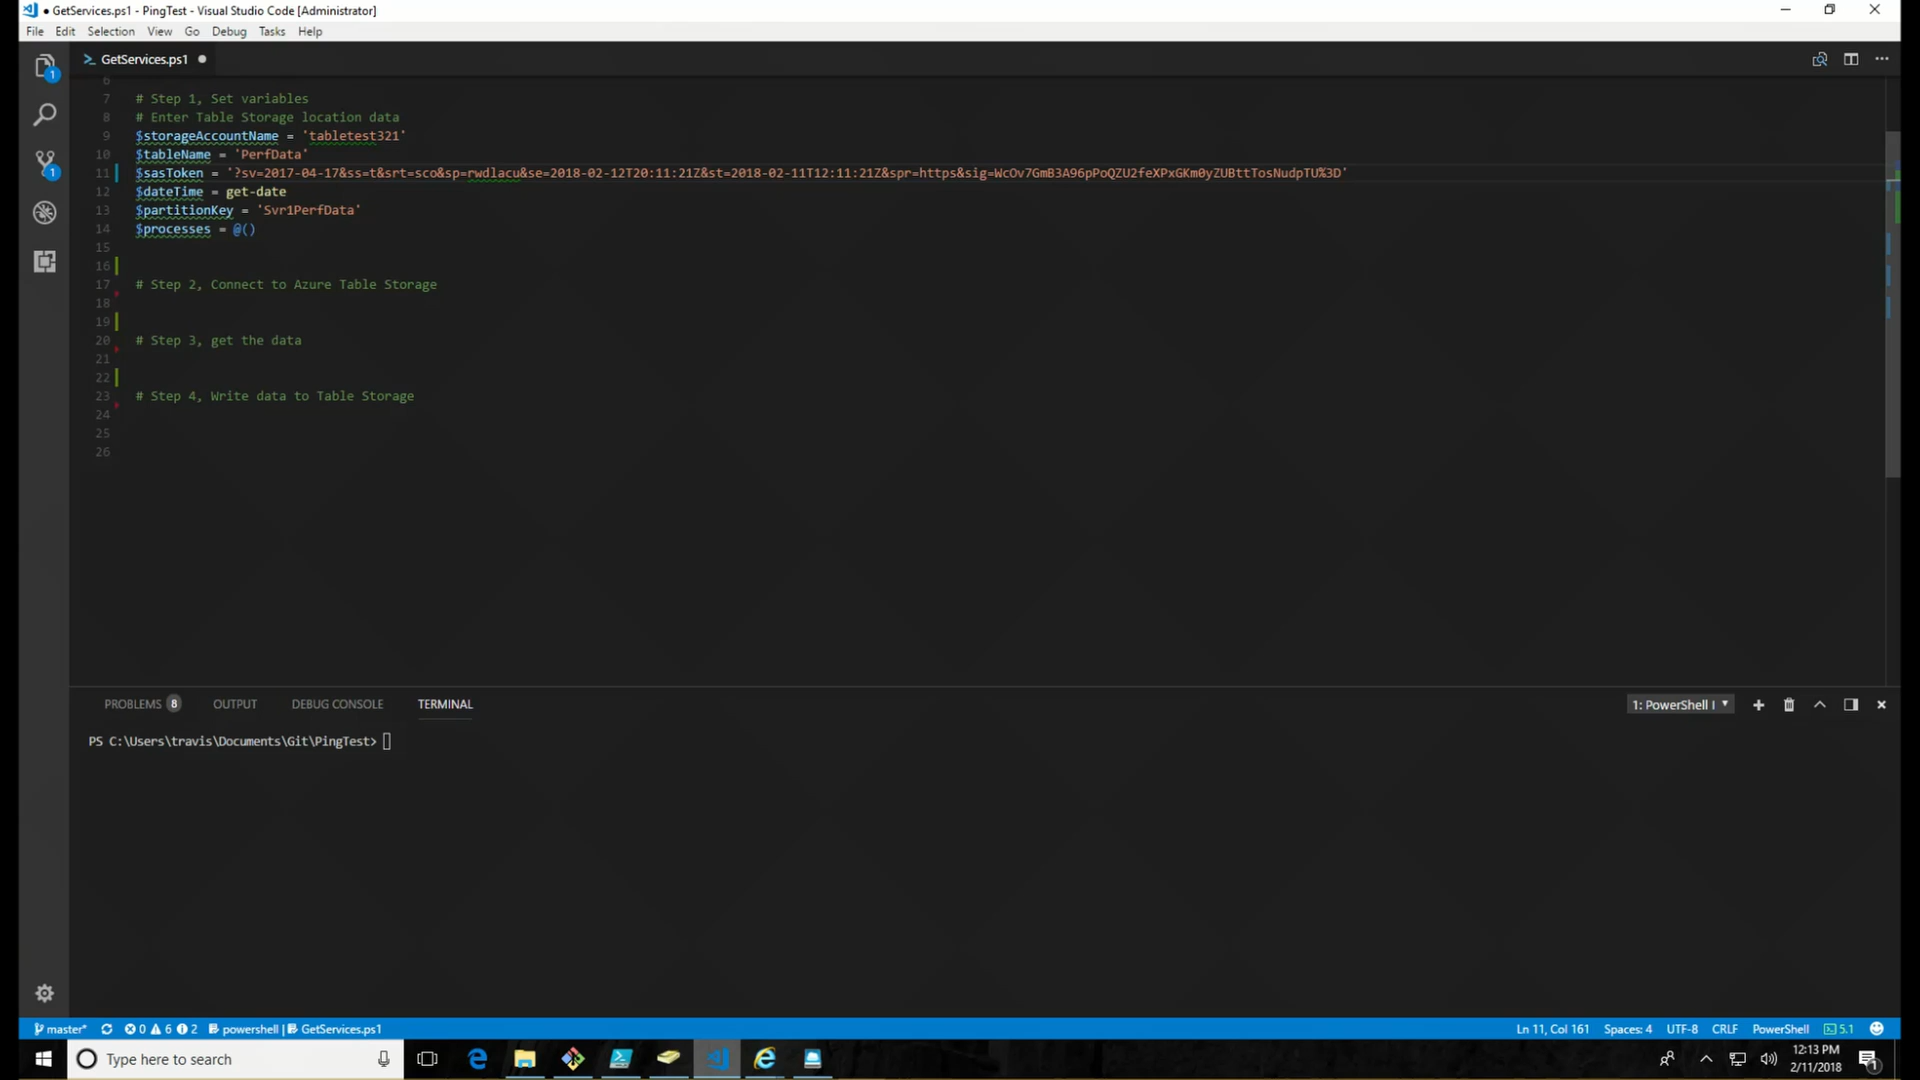 GetServices.ps1 - PingTest - Visual Studio Code [Administrator]
File Edit Selection View Go Debug Tasks Help
GetServices.ps1
1
6
7 # Step 1, Set variables
8 # Enter Table Storage location data
9 $storageAccountName = 'tabletest321'
10 $tableName = 'PerfData'
11 $sasToken = '?sv=2017-04-17&ss=t&srt=sco&sp=rwdlacu&se=2018-02-12T20:11:21Z&st=2018-02-11T12:11:21Z&spr=https&sig=WcOv7GmB3A96pPoQZU2feXPxGKm0yZUBttTosNudpTU%3D'
12 $dateTime = get-date
13 $partitionKey = 'Svr1PerfData'
14 $processes = @()
15
16
17 # Step 2, Connect to Azure Table Storage
18
19
20 # Step 3, get the data
21
22
23 # Step 4, Write data to Table Storage
24
25
26
1
PROBLEMS 8 OUTPUT DEBUG CONSOLE TERMINAL 1: PowerShell I
PS C:\Users\travis\Documents\Git\PingTest>
master* 0 6 2 powershell | GetServices.ps1 Ln 11, Col 161 Spaces: 4 UTF-8 CRLF PowerShell 5.1
Type here to search
12:13 PM
2/11/2018
1